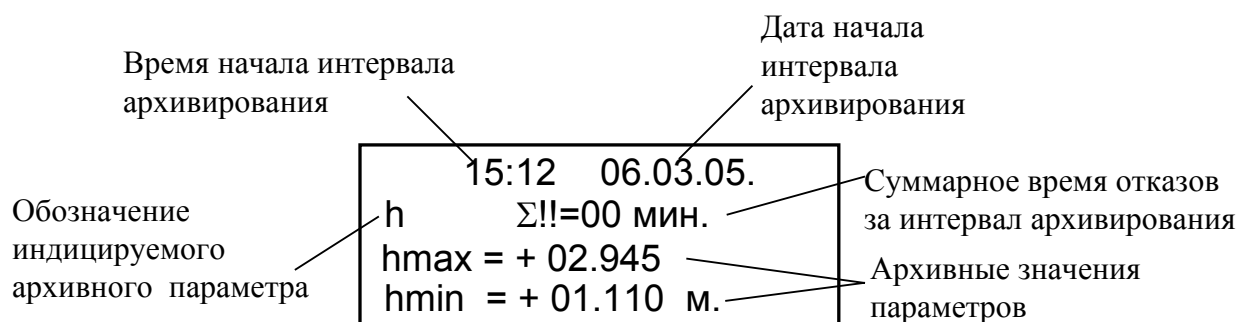 Дата начала
интервала
архивирования
Время начала интервала
архивирования
15:12 06.03.05.
h Σ!!=00 мин.
hmax = + 02.945
hmin = + 01.110 м.
Обозначение
индицируемого
архивного параметра
Суммарное время отказов
за интервал архивирования
Архивные значения
параметров